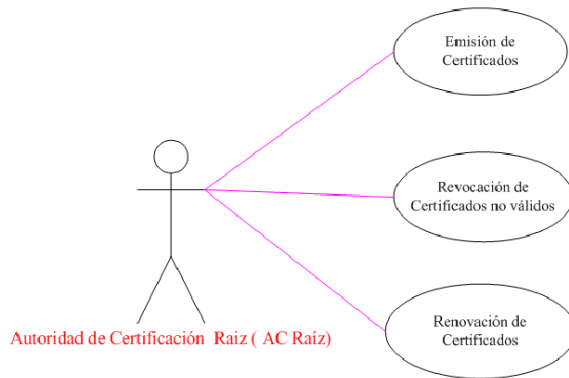 Emisión de
Certificados
Revocación de
Certificados no válidos
Autoridad de Certificación Raiz ( AC Raíz)
Renovación de
Certificados